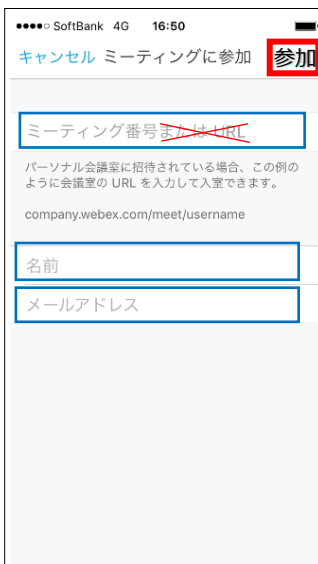 SoftBank 4G 16:50
キャンセル ミーティングに参加 参加
ミーティング番号または URL
パーソナル会議室に招待されている場合、この例の
ように会議室の URL を入力して入室できます。
company.webex.com/meet/username
名前
メールアドレス